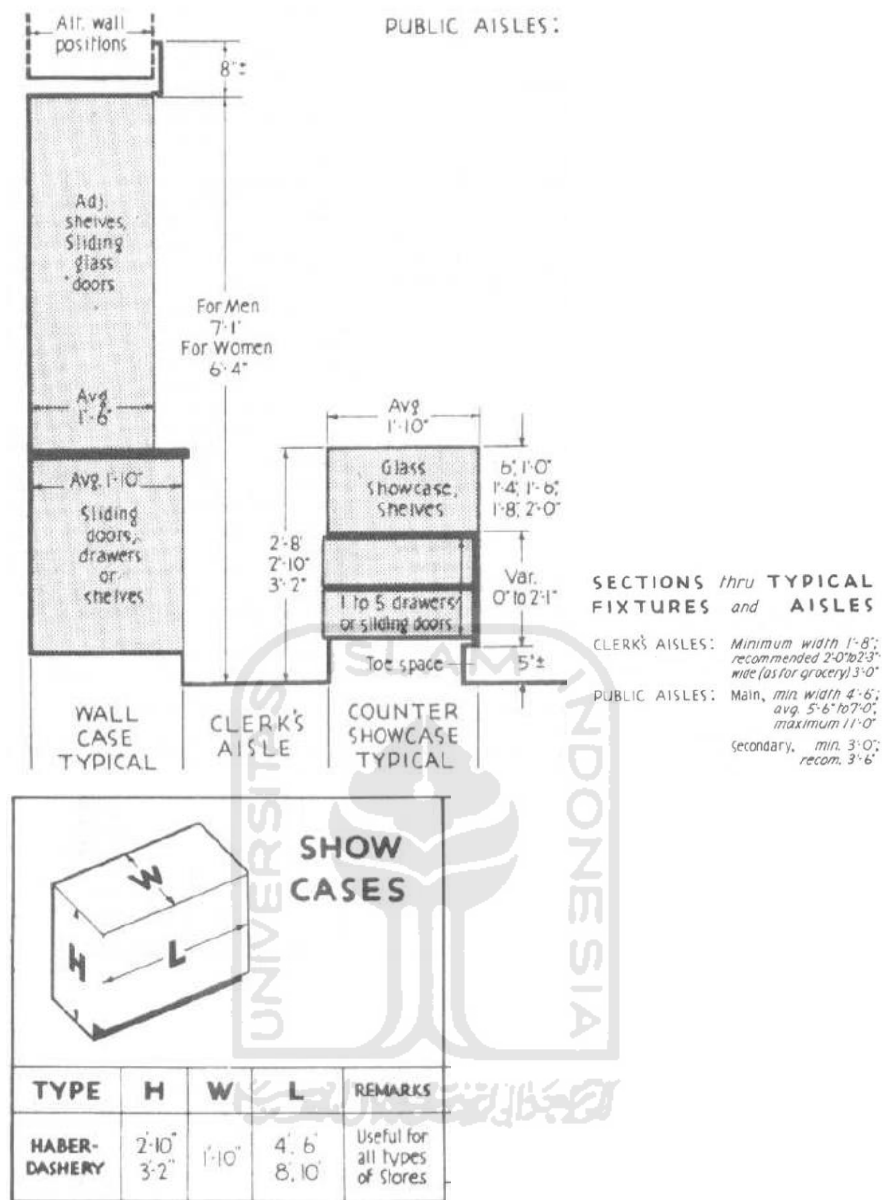 Alt. wall
positions
PUBLIC AISLES:
8"±
Adj.
shelves,
Sliding
glass
doors
For Men
7'-1"
For Women
6'-4"
Avg
1'-6"
Avg. 1'-10"
Sliding
doors,
drawers
or
shelves
Avg
1'-10"
Glass
Showcase,
Shelves
6", 1'-0"
1'-4", 1'-6"
1'-8", 2'-0"
2'-8"
2'-10"
3'-2"
1 to 5 drawers
or sliding doors
Var.
0" to 2'-1"
Toe space
5"±
WALL
CASE
TYPICAL
CLERK'S
AISLE
COUNTER
SHOWCASE
TYPICAL
SECTIONS thru TYPICAL
FIXTURES and AISLES
CLERK'S AISLES: Minimum width 1'-8";
recommended 2'-0" to 2'-3"
wide (as for grocery) 3'-0"
PUBLIC AISLES: Main, min. width 4'-6";
avg. 5'-6" to 7'-0",
maximum 11'-0"
Secondary, min. 3'-0";
recom. 3'-6"
SHOW
CASES
W
H
L
TYPE H W L REMARKS
HABER-
DASHERY
2'-10"
3'-2"
1'-10"
4', 6'
8', 10'
Useful for
all types
of Stores
ISLAM
UNIVERSITAS
INDONESIA